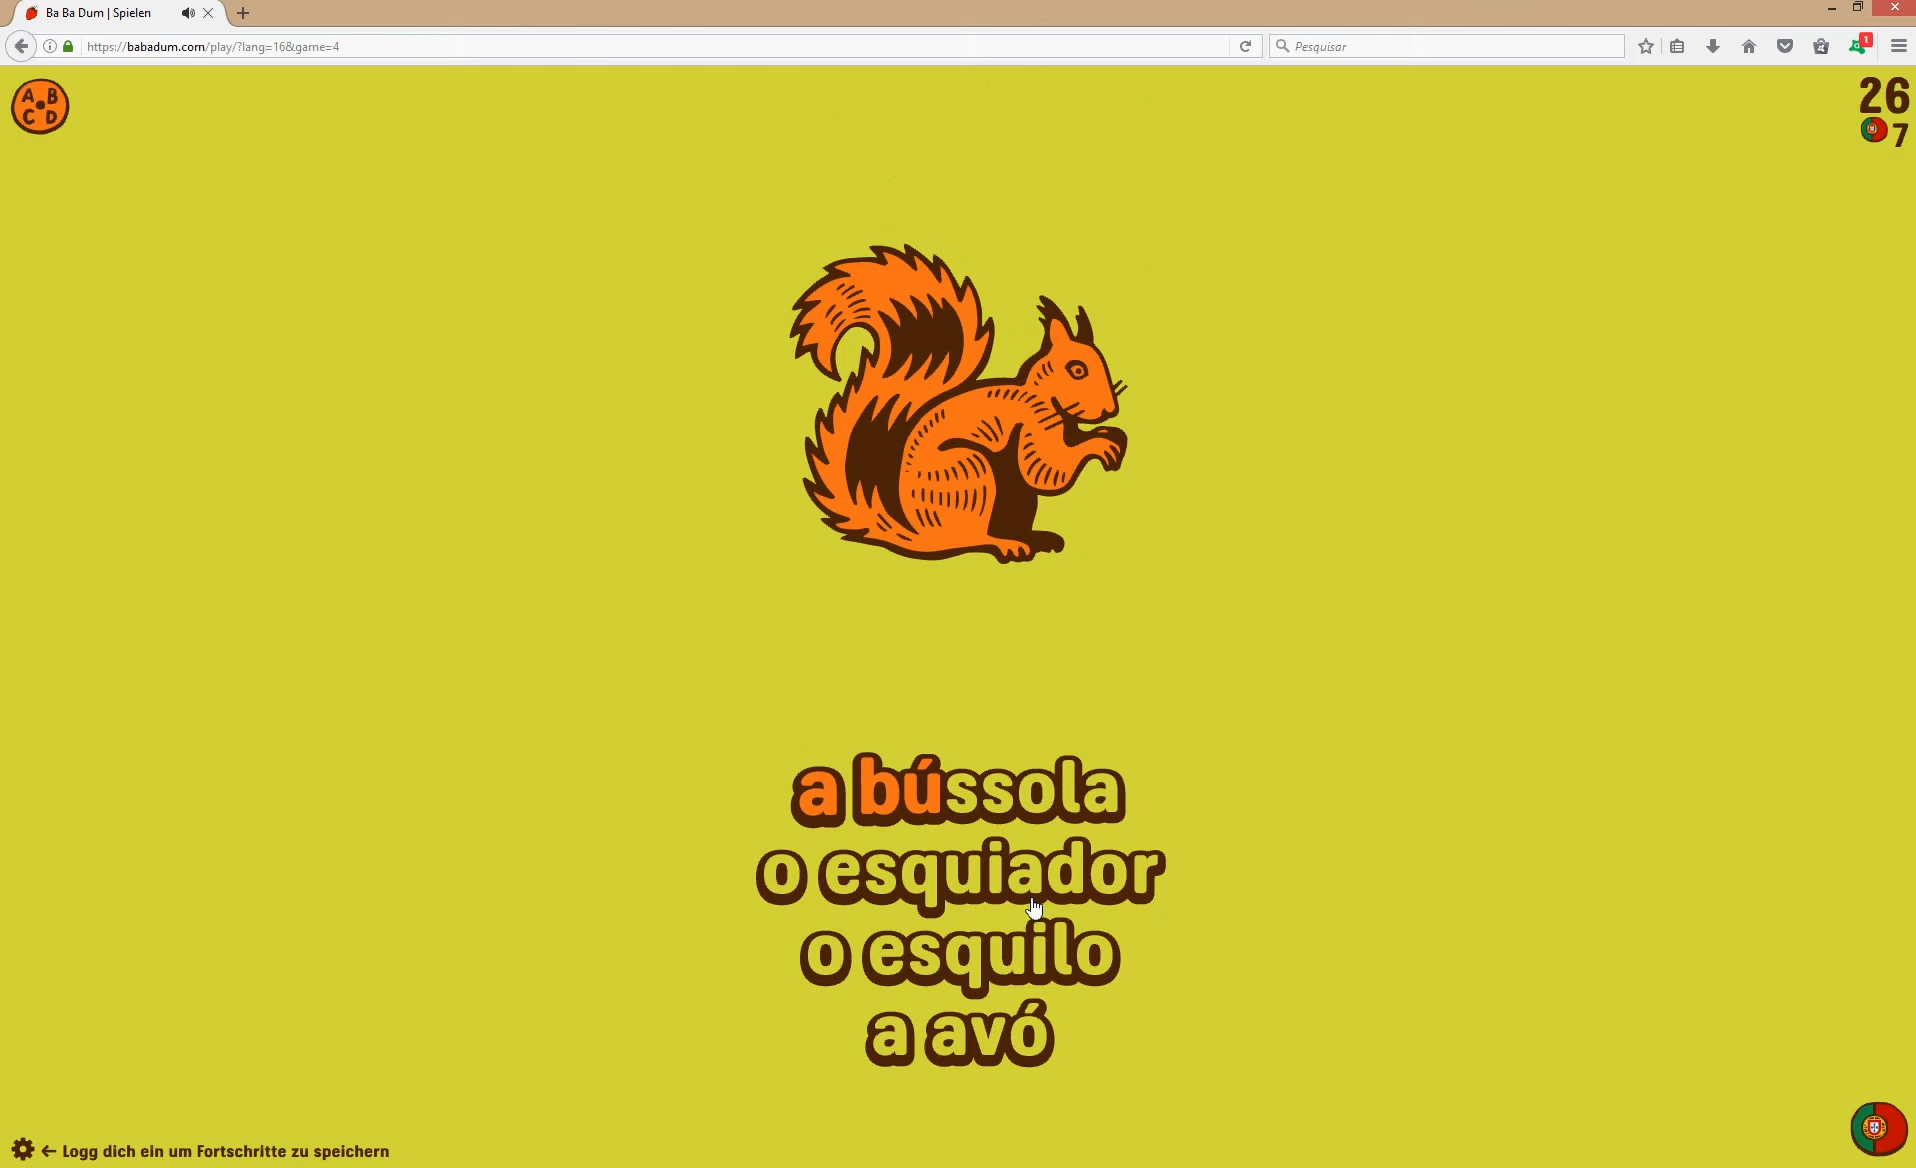 Ba Ba Dum | Spielen
https://babadum.com/play/?lang=16&game=4
Pesquisar
1
A B
C D
26
7
a bússola
o esquiador
o esquilo
a avó
← Logg dich ein um Fortschritte zu speichern